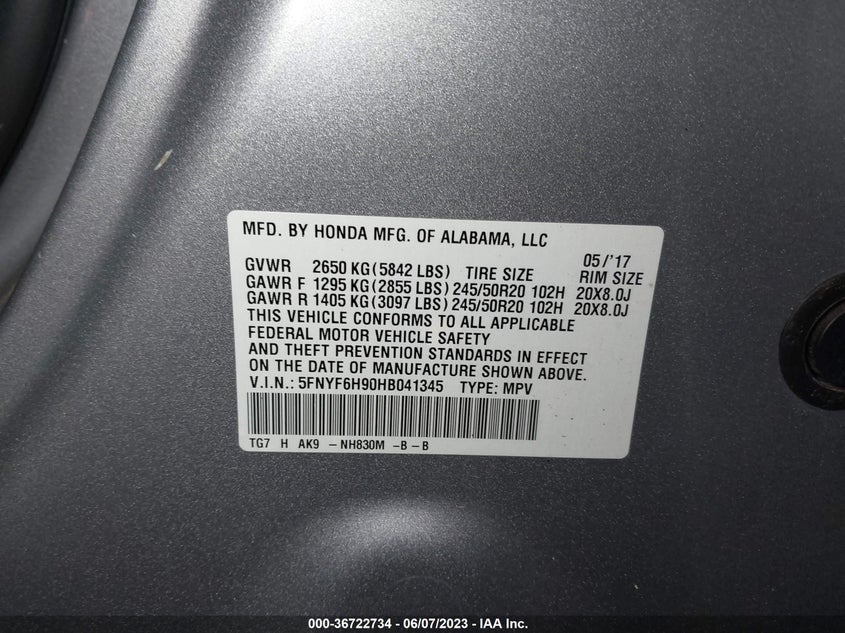 MFD. BY HONDA MFG. OF ALABAMA, LLC
05/'17
GVWR 2650 KG(5842 LBS) TIRE SIZE RIM SIZE
GAWR F 1295 KG(2855 LBS)245/50R20 102H 20X8.0J
GAWR R 1405 KG(3097 LBS)245/50R20 102H 20X8.0J
THIS VEHICLE CONFORMS TO ALL APPLICABLE
FEDERAL MOTOR VEHICLE SAFETY
AND THEFT PREVENTION STANDARDS IN EFFECT
ON THE DATE OF MANUFACTURE SHOWN ABOVE.
V.I.N.: 5FNYF6H90HB041345 TYPE: MPV
TG7 H AK9 -NH830M -B-B
000-36722734 - 06/07/2023 - IAA Inc.